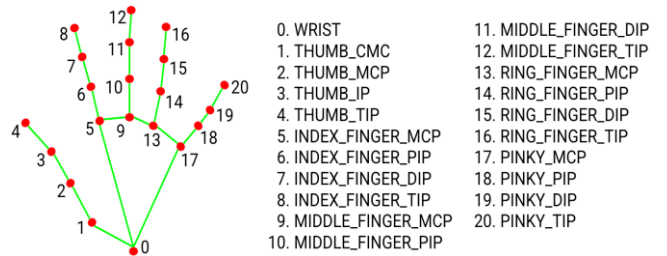 12
16
8
11
7
15
20
10
6
14
19
4
5
9
13
18
3
17
2
1
0
0. WRIST
1. THUMB_CMC
2. THUMB_MCP
3. THUMB_IP
4. THUMB_TIP
5. INDEX_FINGER_MCP
6. INDEX_FINGER_PIP
7. INDEX_FINGER_DIP
8. INDEX_FINGER_TIP
9. MIDDLE_FINGER_MCP
10. MIDDLE_FINGER_PIP
11. MIDDLE_FINGER_DIP
12. MIDDLE_FINGER_TIP
13. RING_FINGER_MCP
14. RING_FINGER_PIP
15. RING_FINGER_DIP
16. RING_FINGER_TIP
17. PINKY_MCP
18. PINKY_PIP
19. PINKY_DIP
20. PINKY_TIP